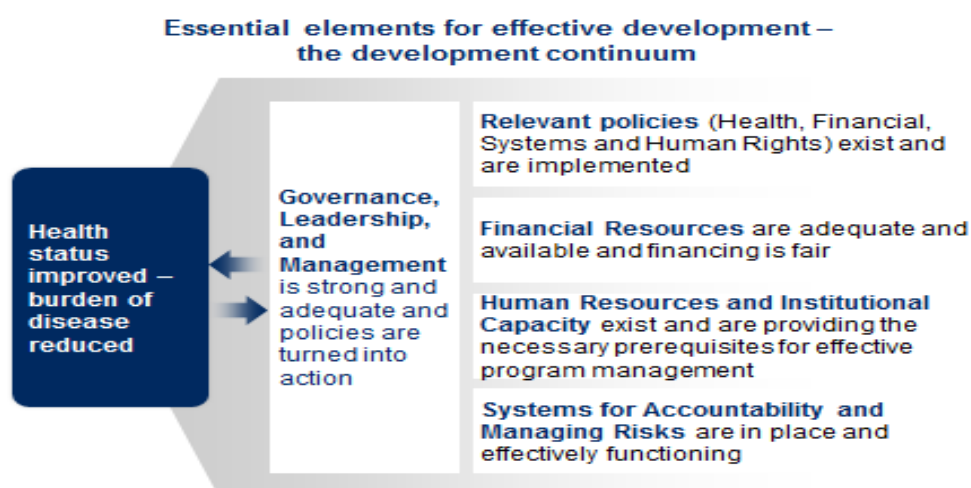 Essential elements for effective development –
the development continuum
Health
status
improved –
burden of
disease
reduced
Governance,
Leadership,
and
Management
is strong and
adequate and
policies are
turned into
action
Relevant policies (Health, Financial,
Systems and Human Rights) exist and
are implemented
Financial Resources are adequate and
available and financing is fair
Human Resources and Institutional
Capacity exist and are providing the
necessary prerequisites for effective
program management
Systems for Accountability and
Managing Risks are in place and
effectively functioning